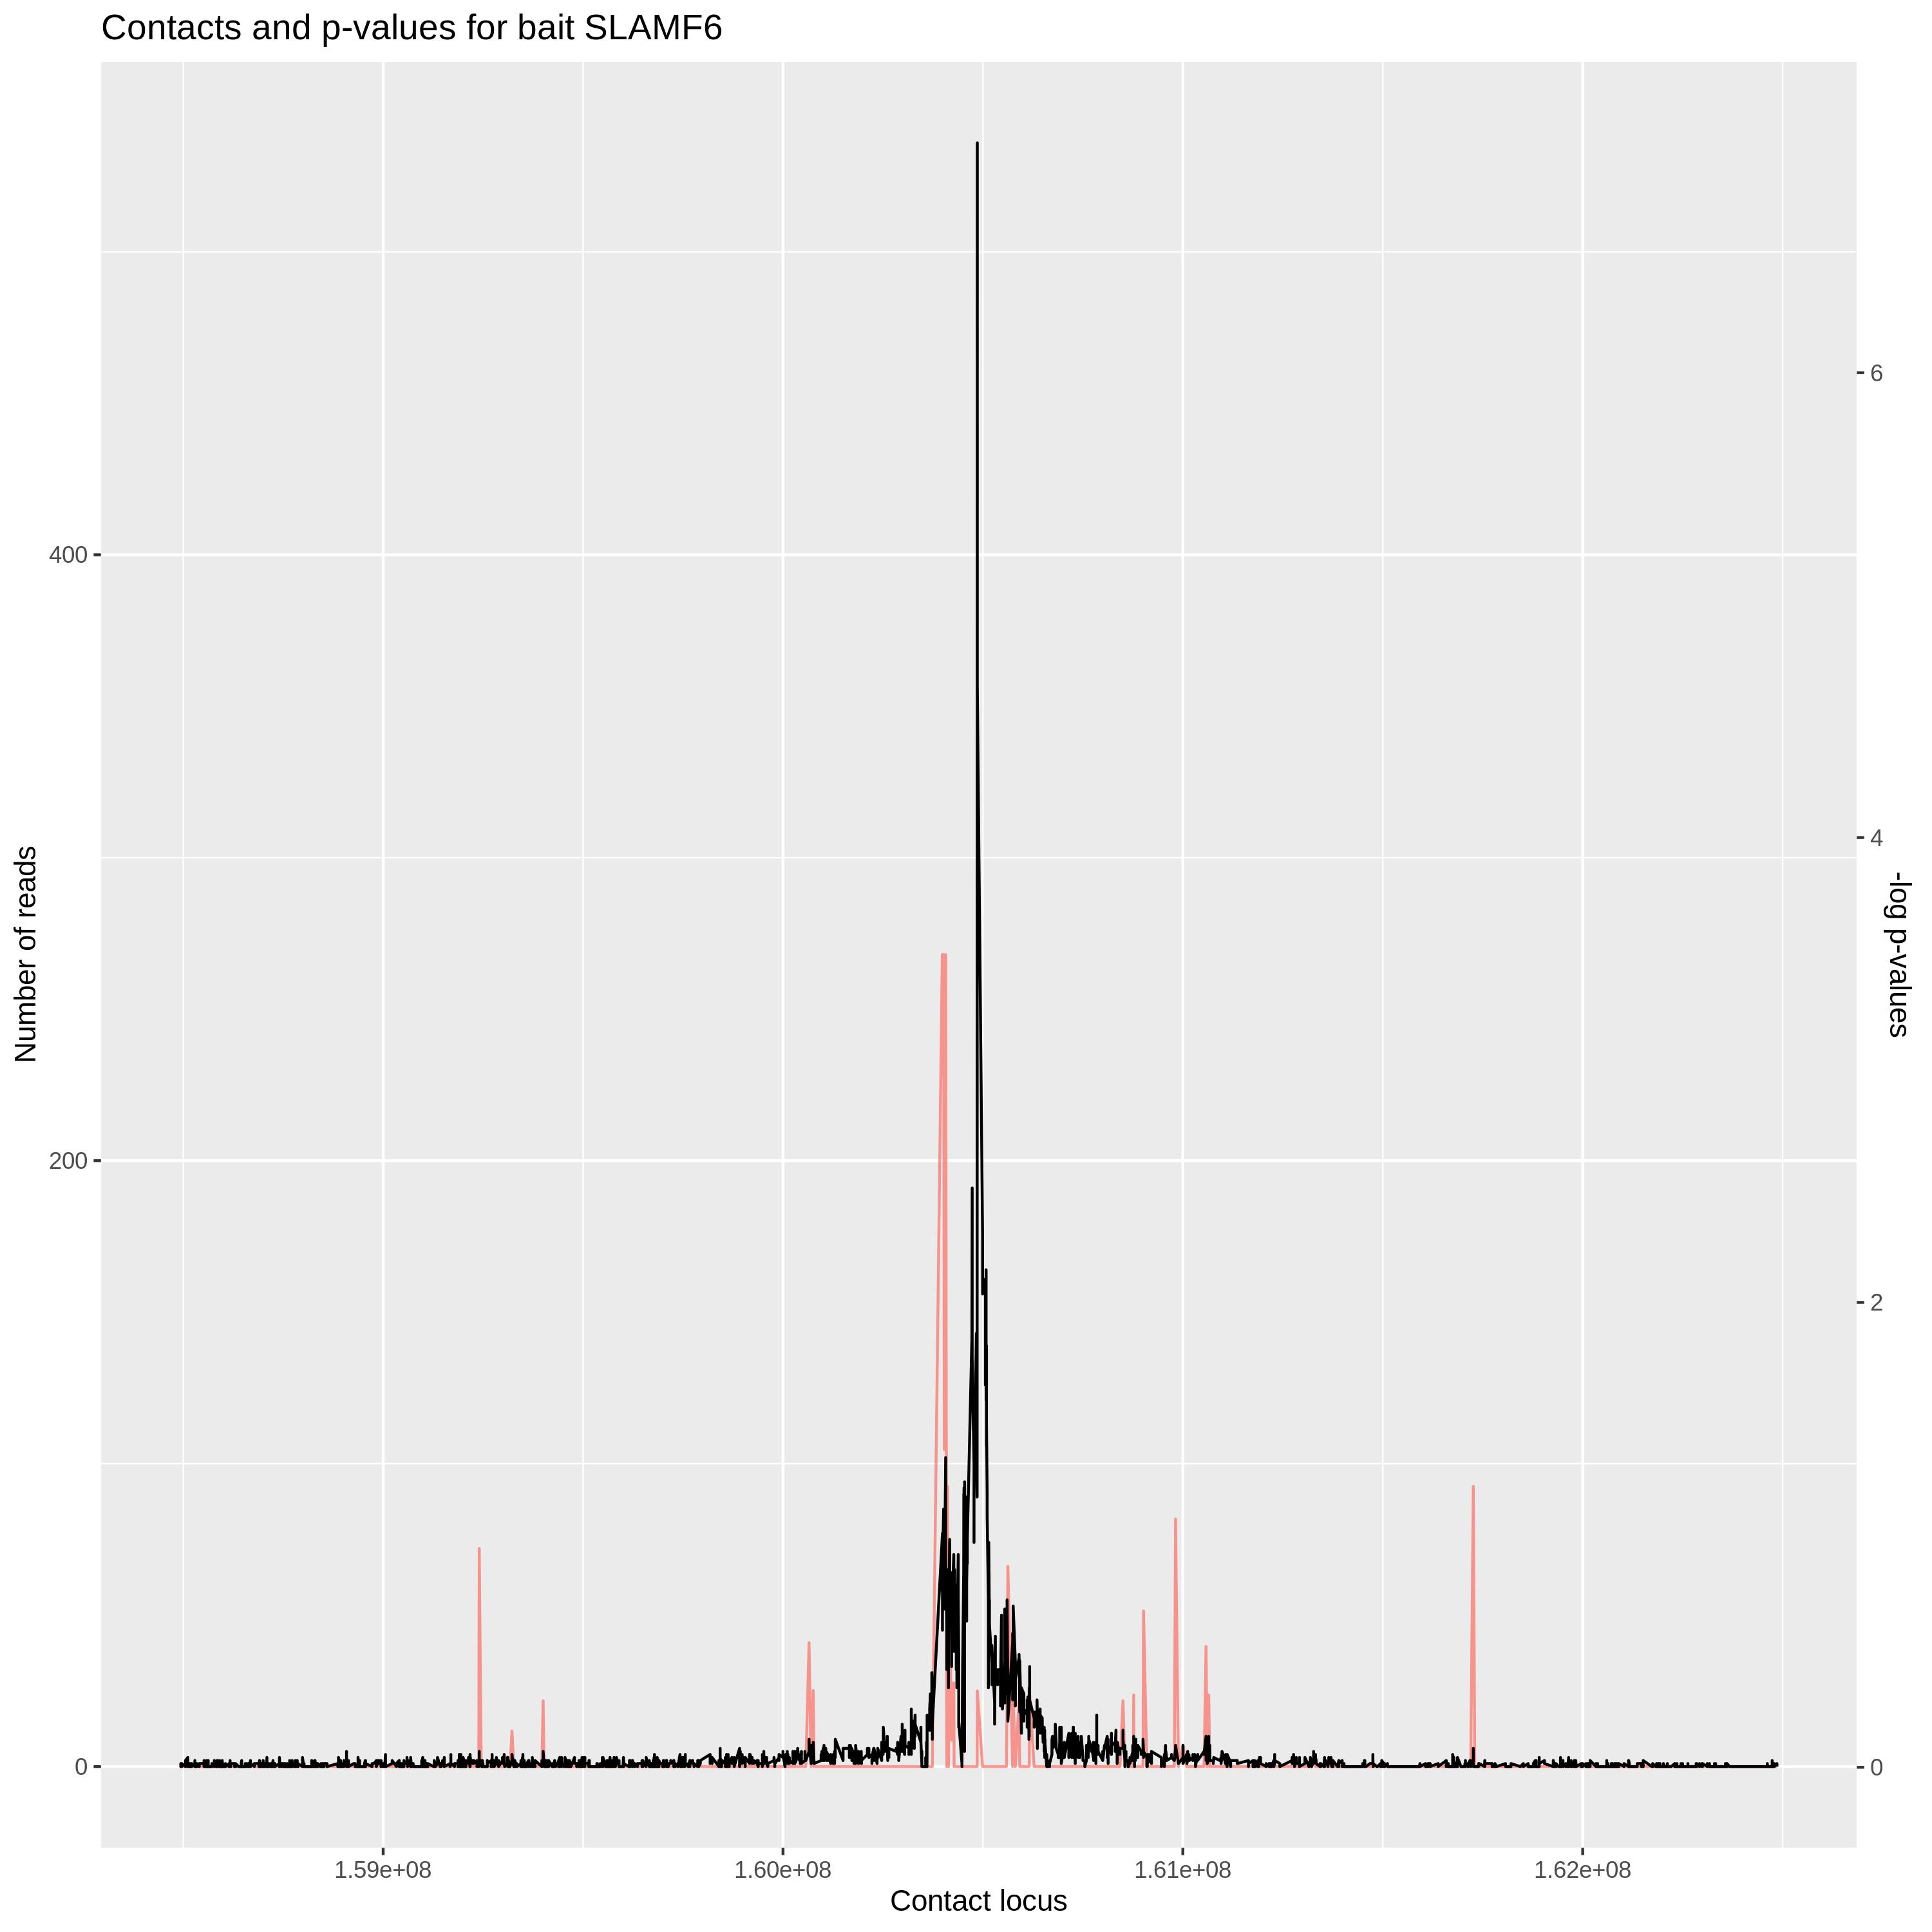 Contacts and p-values for bait SLAMF6
Number of reads
400
200
0
6
4
2
0
-log p-values
1.59e+08
1.60e+08
1.61e+08
1.62e+08
Contact locus